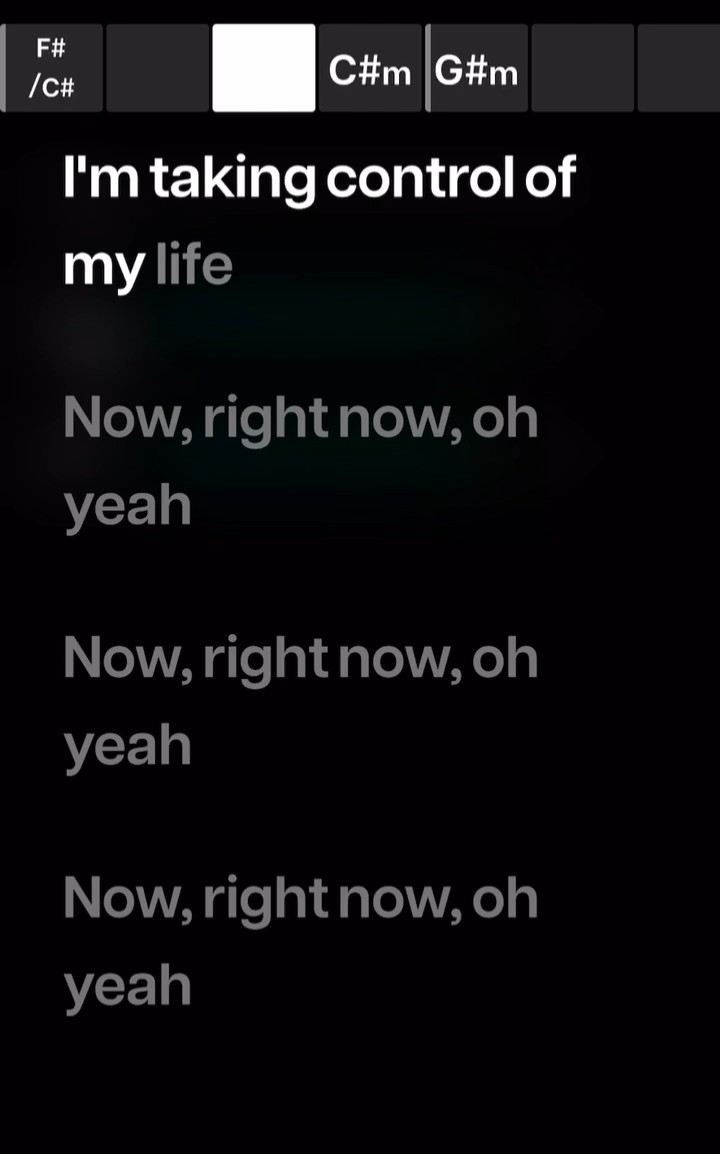 F#
/C#
C#m
G#m
I'm taking control of
my life
Now, right now, oh
yeah
Now, right now, oh
yeah
Now, right now, oh
yeah